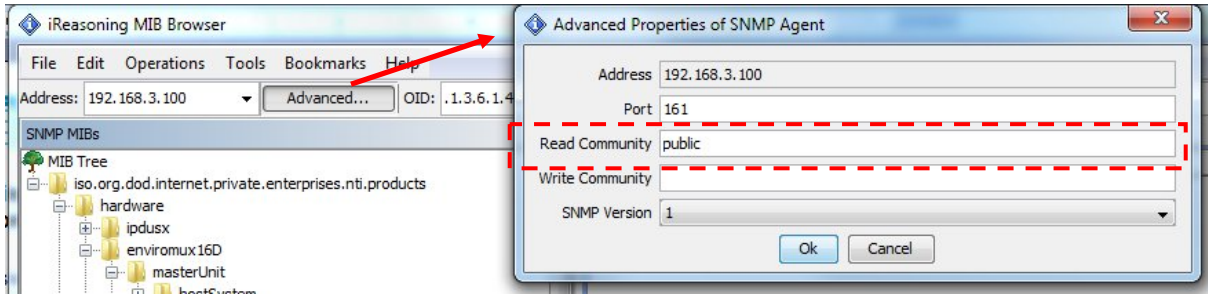 iReasoning MIB Browser
File Edit Operations Tools Bookmarks Help
Address: 192.168.3.100 Advanced... OID: .1.3.6.1.4
SNMP MIBs
MIB Tree
iso.org.dod.internet.private.enterprises.nti.products
hardware
ipdusx
enviromux16D
masterUnit
hostSystem
Advanced Properties of SNMP Agent
Address 192.168.3.100
Port 161
Read Community public
Write Community
SNMP Version 1
Ok Cancel